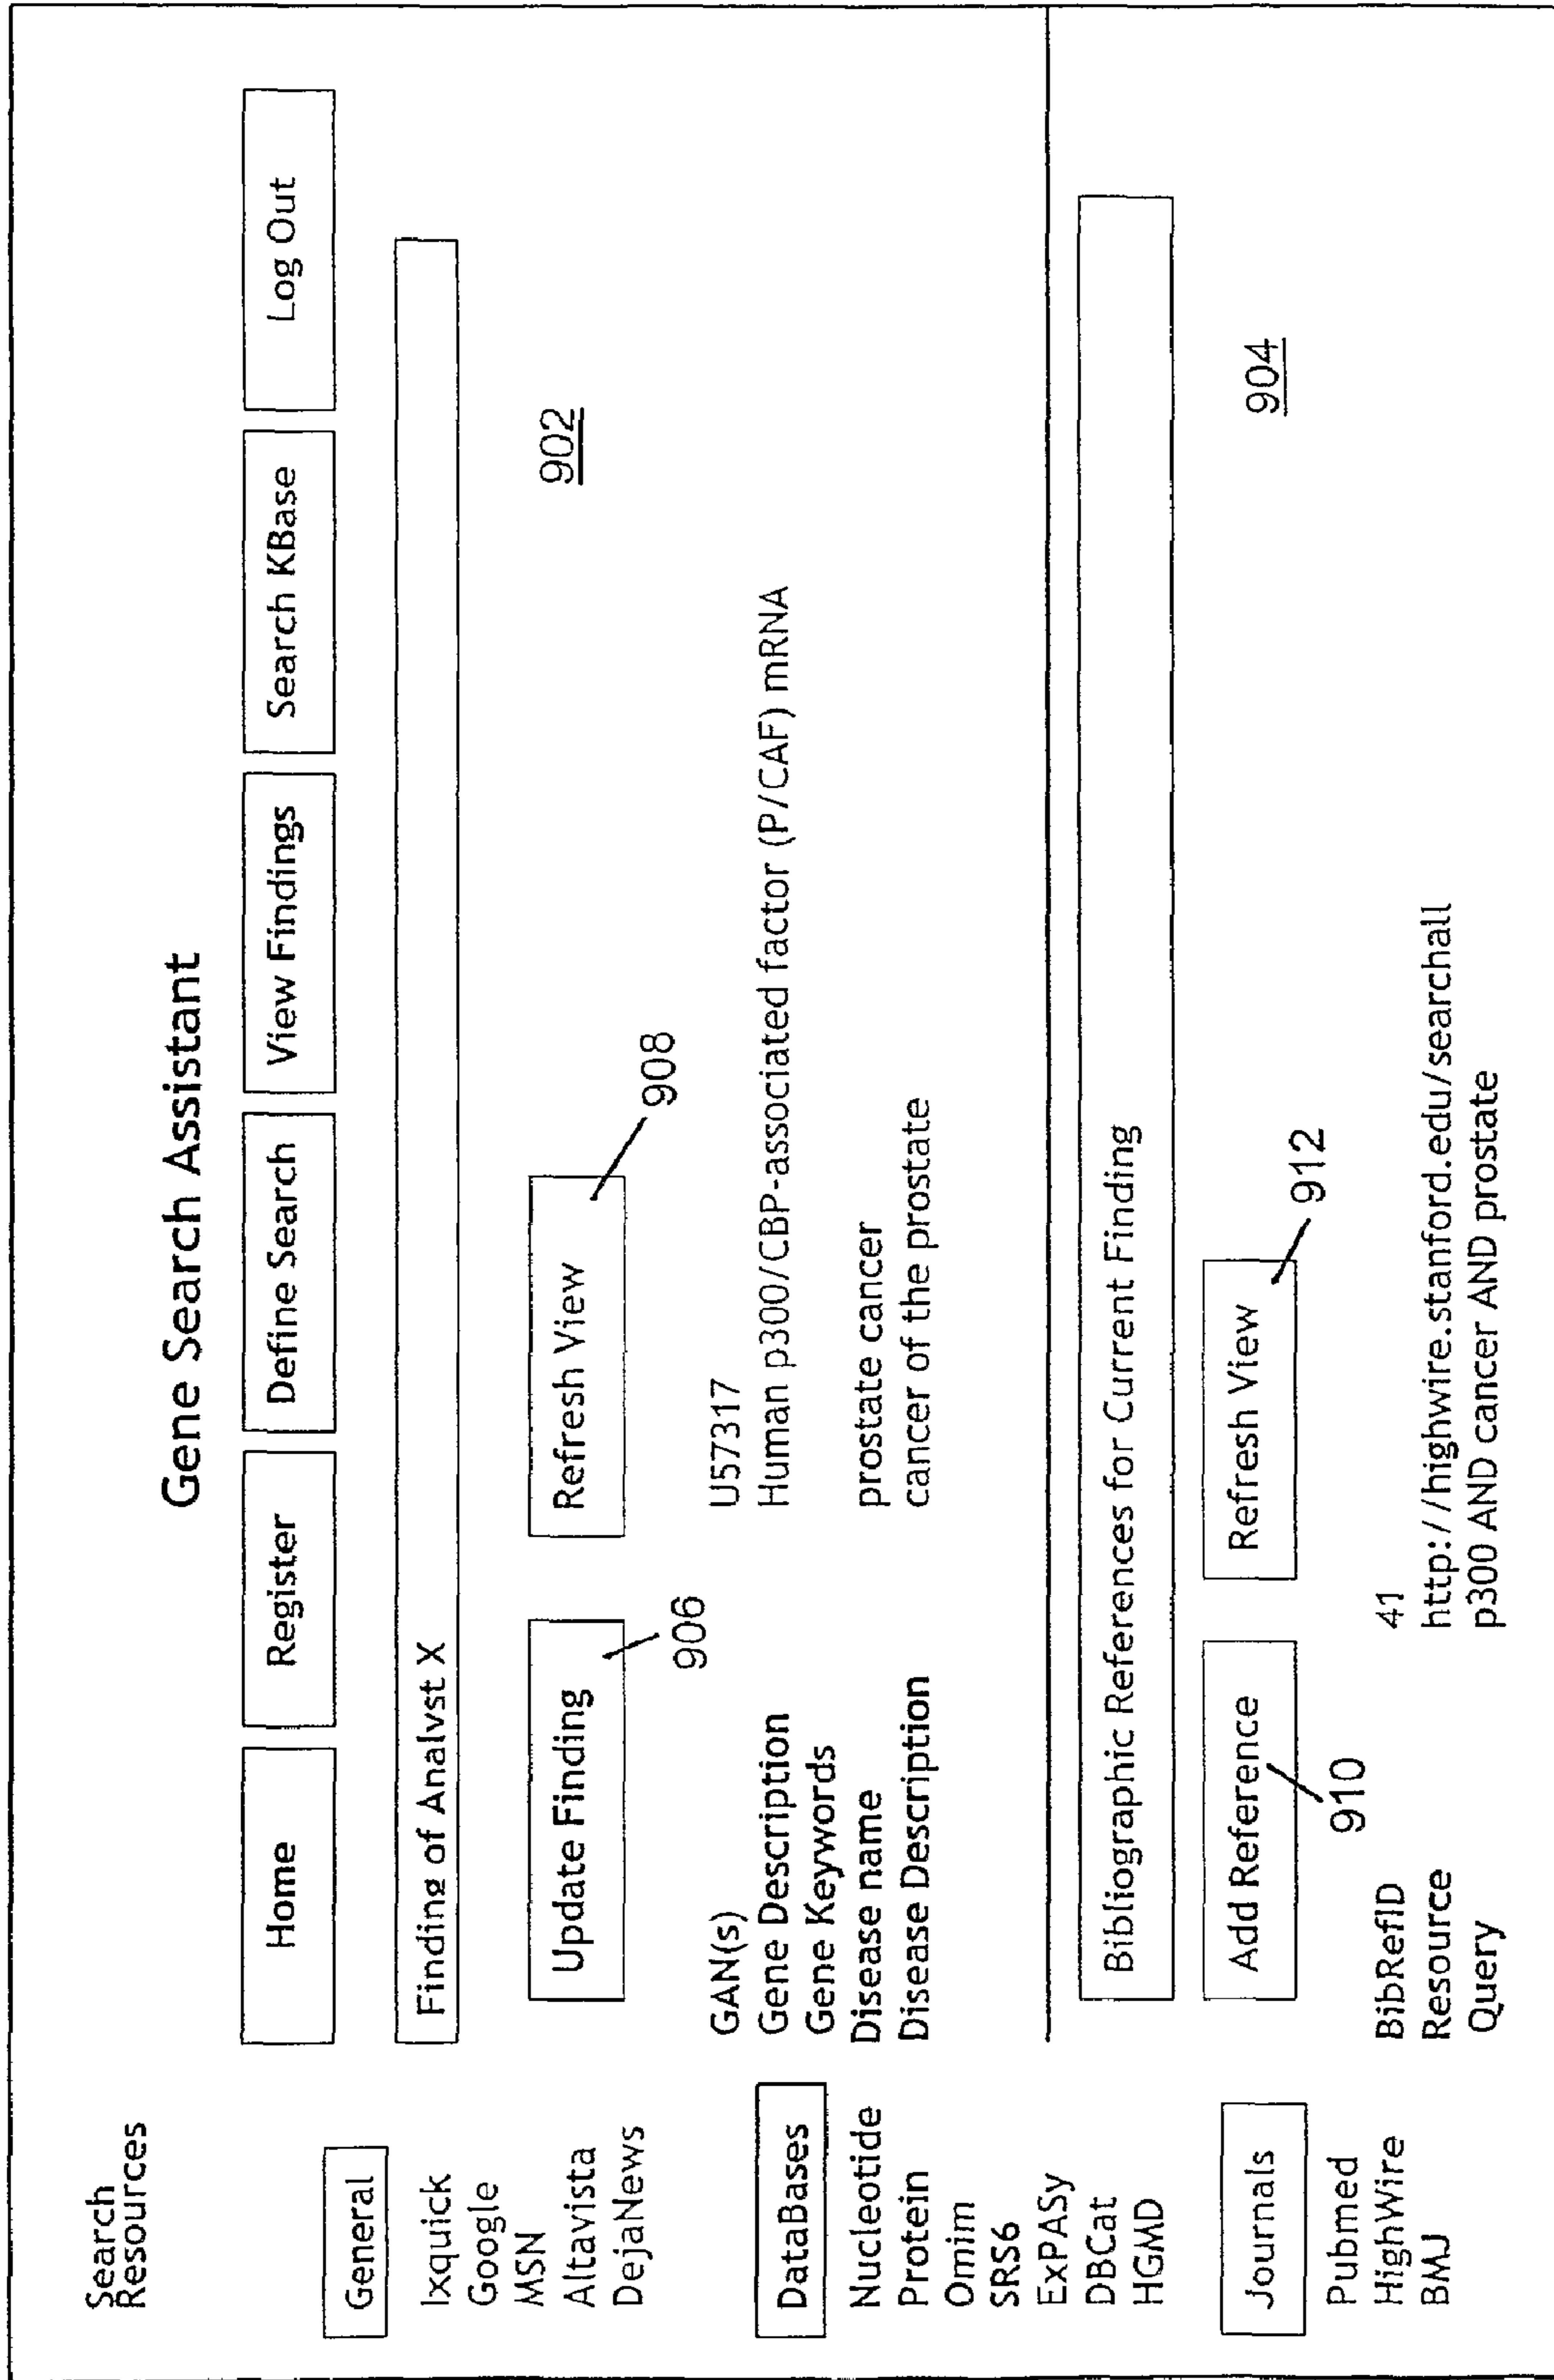 Search
Resources
General
Ixquick
Google
MSN
Altavista
DejaNews
DataBases
Nucleotide
Protein
Omim
SRS6
ExPASy
DBCat
HGMD
Journals
Pubmed
HighWire
BMJ
Gene Search Assistant
Home Register Define Search View Findings Search KBase Log Out
Finding of Analyst X
Update Finding Refresh View 902
906 908
GAN(s) U57317
Gene Description Human p300/CBP-associated factor (P/CAF) mRNA
Gene Keywords
Disease name prostate cancer
Disease Description cancer of the prostate
Bibliographic References for Current Finding
Add Reference Refresh View 904
910 912
BibRefID 41
Resource http://highwire.stanford.edu/searchall
Query p300 AND cancer AND prostate